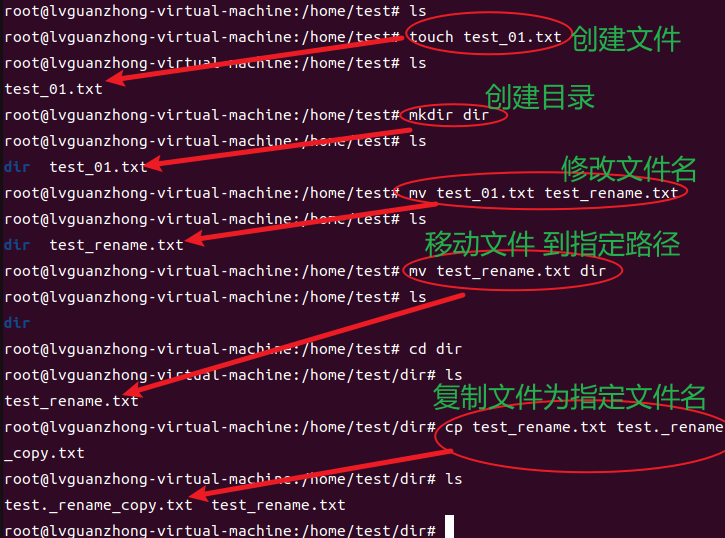 root@lvguanzhong-virtual-machine:/home/test# ls
root@lvguanzhong-virtual-machine:/home/test# touch test_01.txt 创建文件
root@lvguanzhong-virtual-machine:/home/test# ls
test_01.txt
创建目录
root@lvguanzhong-virtual-machine:/home/test# mkdir dir
root@lvguanzhong-virtual-machine:/home/test# ls
dir  test_01.txt
修改文件名
root@lvguanzhong-virtual-machine:/home/test# mv test_01.txt test_rename.txt
root@lvguanzhong-virtual-machine:/home/test# ls
dir  test_rename.txt
移动文件 到指定路径
root@lvguanzhong-virtual-machine:/home/test# mv test_rename.txt dir
root@lvguanzhong-virtual-machine:/home/test# ls
dir
root@lvguanzhong-virtual-machine:/home/test# cd dir
root@lvguanzhong-virtual-machine:/home/test/dir# ls
test_rename.txt
复制文件为指定文件名
root@lvguanzhong-virtual-machine:/home/test/dir# cp test_rename.txt test._rename
_copy.txt
root@lvguanzhong-virtual-machine:/home/test/dir# ls
test._rename_copy.txt  test_rename.txt
root@lvguanzhong-virtual-machine:/home/test/dir#